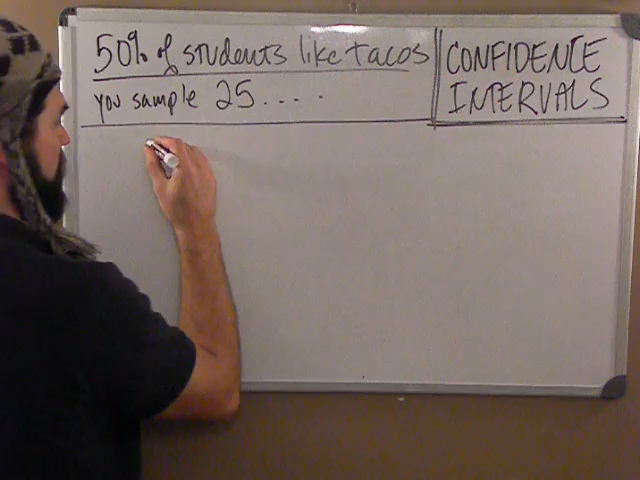 50% of students like tacos
you sample 25....
CONFIDENCE
INTERVALS